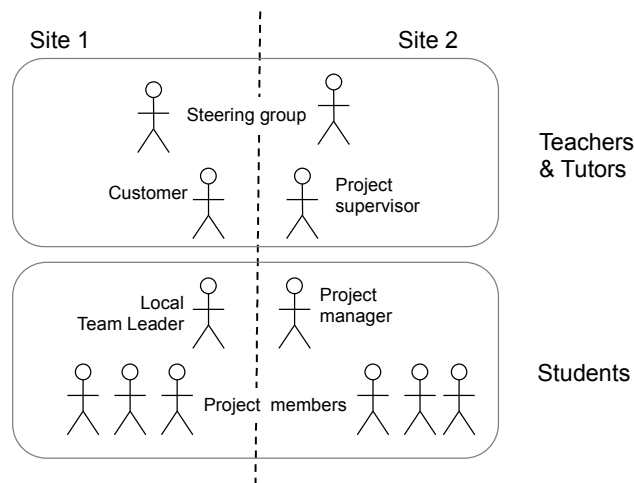 Site 1
Site 2
Steering group
Teachers
& Tutors
Customer
Project
supervisor
Local
Team Leader
Project
manager
Students
Project members